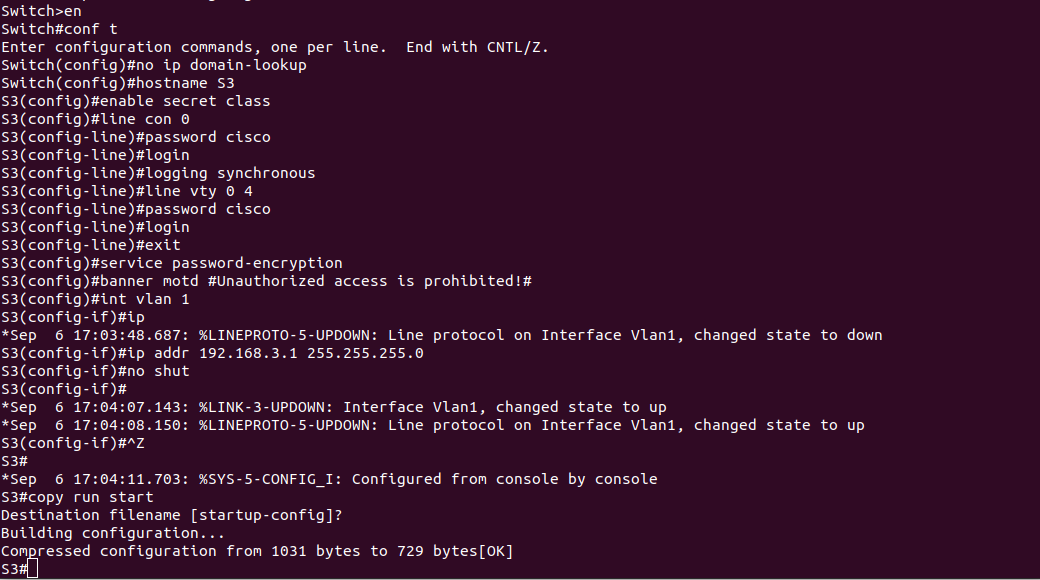 Switch>en
Switch#conf t
Enter configuration commands, one per line.  End with CNTL/Z.
Switch(config)#no ip domain-lookup
Switch(config)#hostname S3
S3(config)#enable secret class
S3(config)#line con 0
S3(config-line)#password cisco
S3(config-line)#login
S3(config-line)#logging synchronous
S3(config-line)#line vty 0 4
S3(config-line)#password cisco
S3(config-line)#login
S3(config-line)#exit
S3(config)#service password-encryption
S3(config)#banner motd #Unauthorized access is prohibited!#
S3(config)#int vlan 1
S3(config-if)#ip
*Sep  6 17:03:48.687: %LINEPROTO-5-UPDOWN: Line protocol on Interface Vlan1, changed state to down
S3(config-if)#ip addr 192.168.3.1 255.255.255.0
S3(config-if)#no shut
S3(config-if)#
*Sep  6 17:04:07.143: %LINK-3-UPDOWN: Interface Vlan1, changed state to up
*Sep  6 17:04:08.150: %LINEPROTO-5-UPDOWN: Line protocol on Interface Vlan1, changed state to up
S3(config-if)#^Z
S3#
*Sep  6 17:04:11.703: %SYS-5-CONFIG_I: Configured from console by console
S3#copy run start
Destination filename [startup-config]?
Building configuration...
Compressed configuration from 1031 bytes to 729 bytes[OK]
S3#